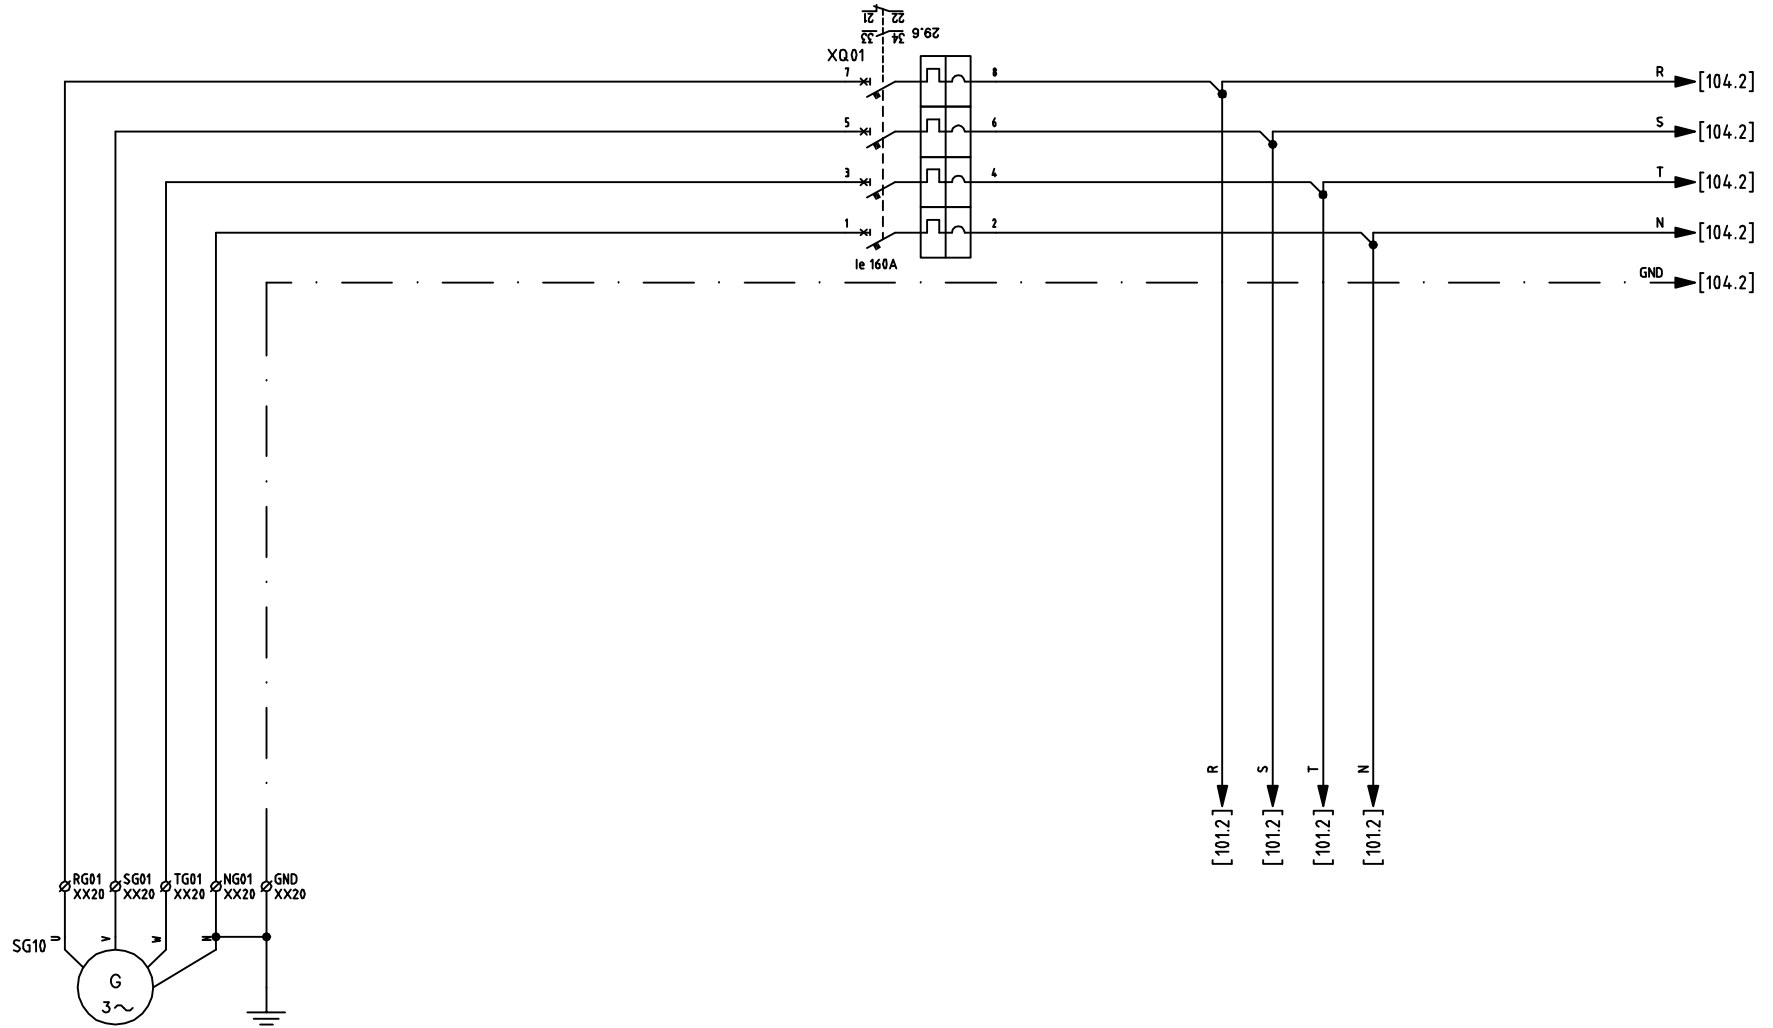 21 22
33 34 29.6
XQ01
7 8 R [104.2]
5 6 S [104.2]
3 4 T [104.2]
1 2 N [104.2]
Ie 160A
GND [104.2]
R S T N
[101.2] [101.2] [101.2] [101.2]
RG01 SG01 TG01 NG01 GND
XX20 XX20 XX20 XX20 XX20
SG10 U V W N
G
3~